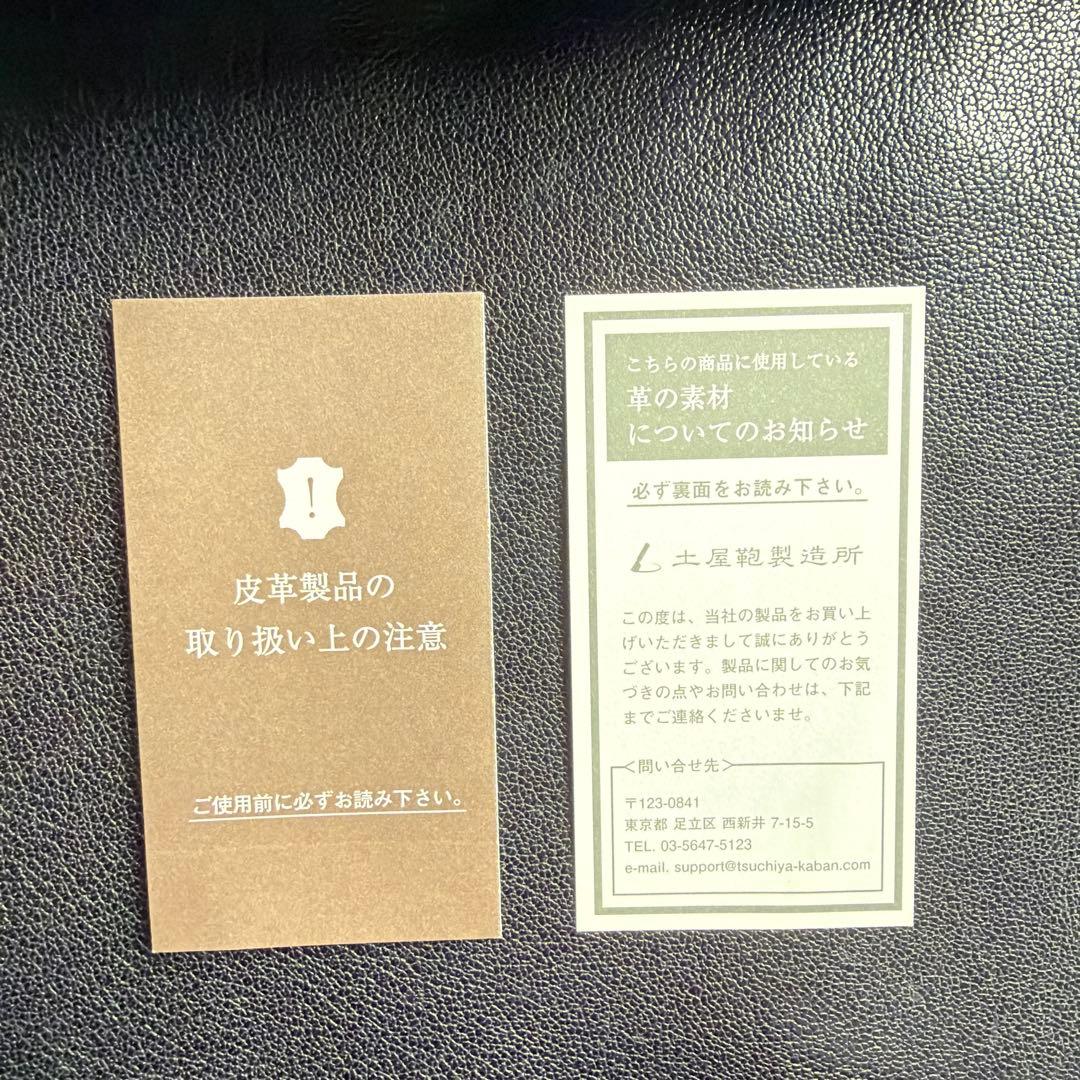 !
皮革製品の
取り扱い上の注意
ご使用前に必ずお読み下さい。
こちらの商品に使用している
革の素材
についてのお知らせ
必ず裏面をお読み下さい。
土屋鞄製造所
この度は、当社の製品をお買い上
げいただきまして誠にありがとう
ございます。製品に関してのお気
づきの点やお問い合わせは、下記
までご連絡くださいませ。
<問い合せ先>
〒123-0841
東京都 足立区 西新井 7-15-5
TEL. 03-5647-5123
e-mail. support@tsuchiya-kaban.com